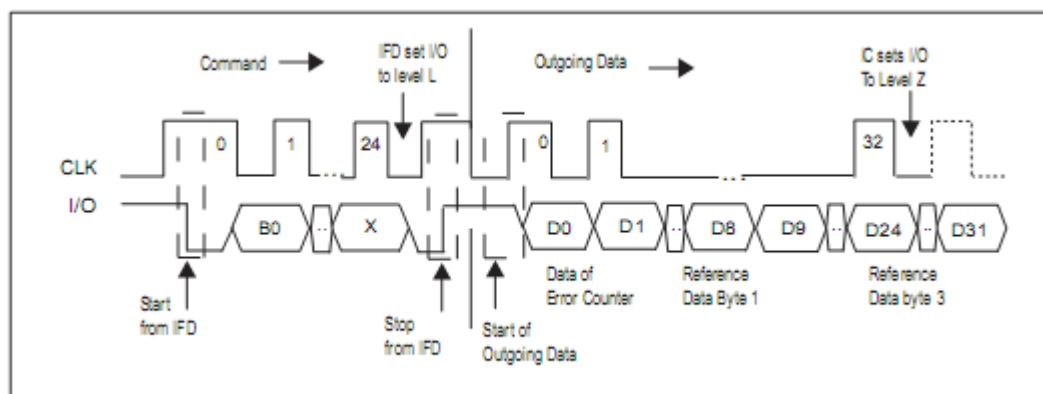 Command
IFD set I/O
to level L
Outgoing Data
IC sets I/O
To Level Z
CLK
0
1
24
0
1
...
32
I/O
B0
..
X
D0
D1
..
D8
D9
..
D24
..
D31
Start
from IFD
Stop
from IFD
Start of
Outgoing Data
Data of
Error Counter
Reference
Data Byte 1
Reference
Data byte 3